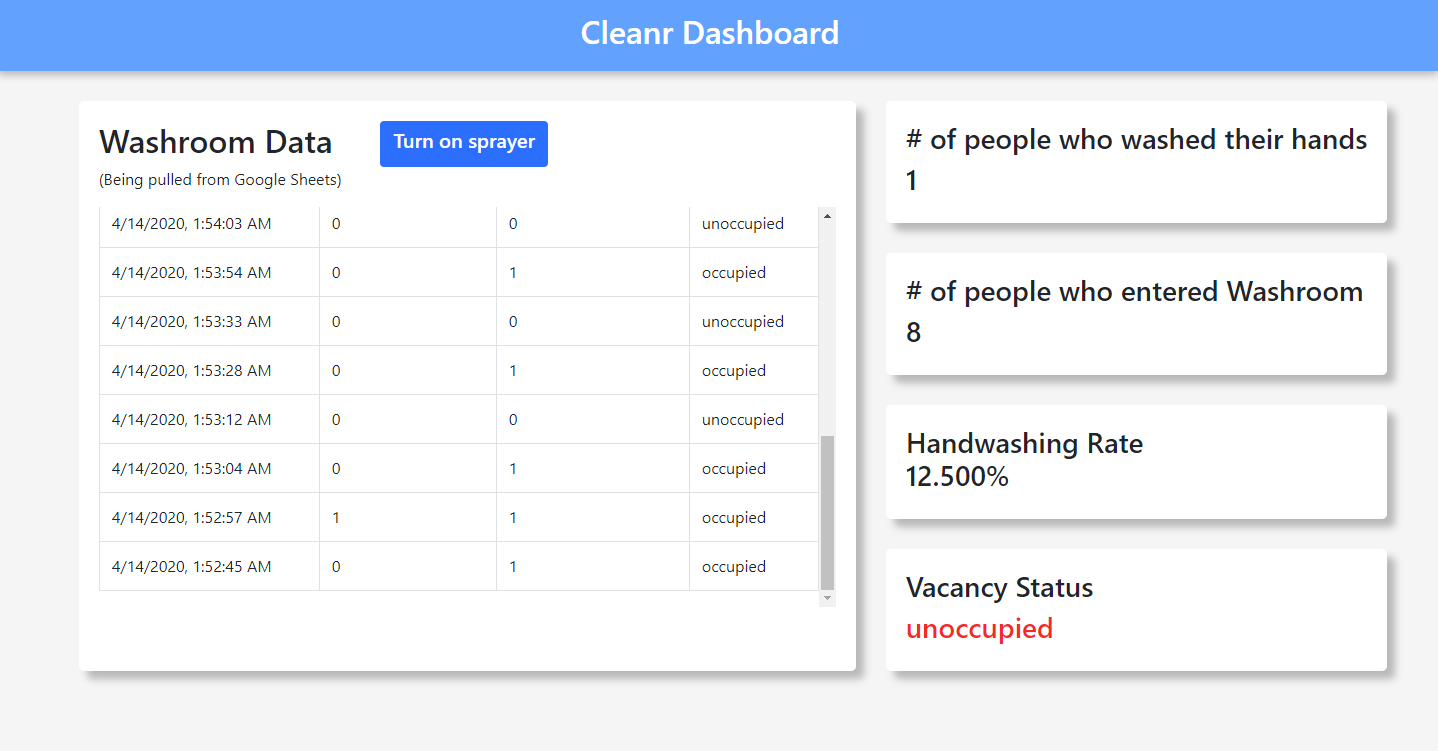 Cleanr Dashboard
Washroom Data
Turn on sprayer
(Being pulled from Google Sheets)
4/14/2020, 1:54:03 AM 0 0 unoccupied
4/14/2020, 1:53:54 AM 0 1 occupied
4/14/2020, 1:53:33 AM 0 0 unoccupied
4/14/2020, 1:53:28 AM 0 1 occupied
4/14/2020, 1:53:12 AM 0 0 unoccupied
4/14/2020, 1:53:04 AM 0 1 occupied
4/14/2020, 1:52:57 AM 1 1 occupied
4/14/2020, 1:52:45 AM 0 1 occupied
# of people who washed their hands
1
# of people who entered Washroom
8
Handwashing Rate
12.500%
Vacancy Status
unoccupied